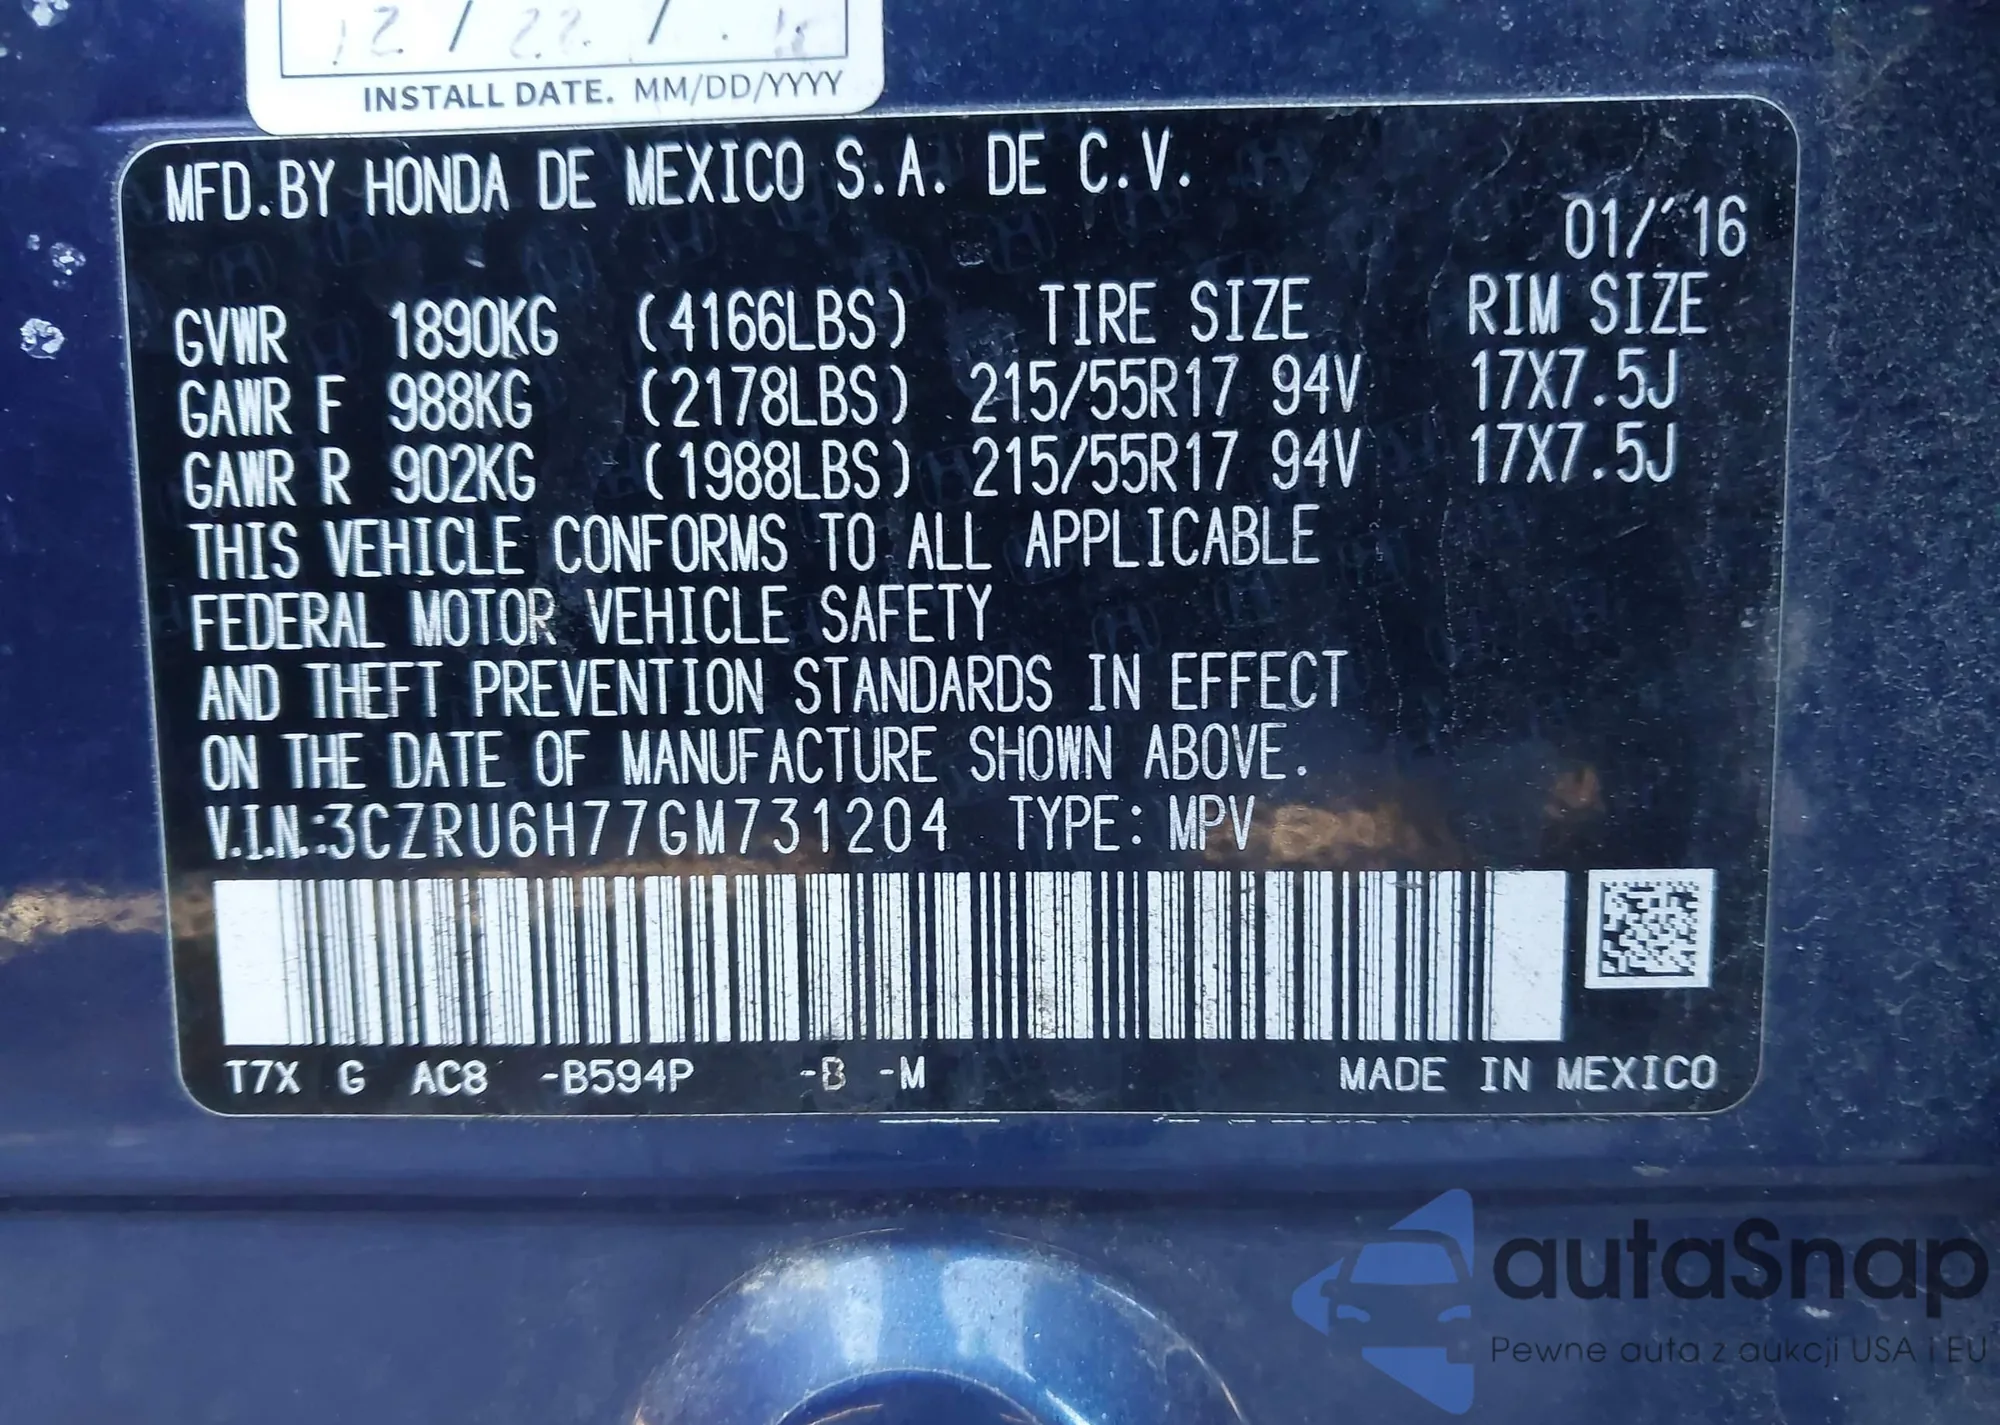 12/22/
INSTALL DATE. MM/DD/YYYY
MFD.BY HONDA DE MEXICO S.A. DE C.V.
01/'16
GVWR 1890KG (4166LBS) TIRE SIZE RIM SIZE
GAWR F 988KG (2178LBS) 215/55R17 94V 17X7.5J
GAWR R 902KG (1988LBS) 215/55R17 94V 17X7.5J
THIS VEHICLE CONFORMS TO ALL APPLICABLE
FEDERAL MOTOR VEHICLE SAFETY
AND THEFT PREVENTION STANDARDS IN EFFECT
ON THE DATE OF MANUFACTURE SHOWN ABOVE.
V.I.N.:3CZRU6H77GM731204 TYPE: MPV
T7X G AC8 -B594P -B -M MADE IN MEXICO
autaSnap
Pewne auta z aukcji USA i EU